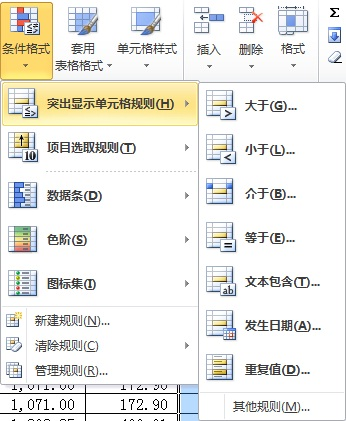 条件格式
套用
表格格式
单元格样式
插入
删除
格式
Σ
突出显示单元格规则(H)
项目选取规则(T)
数据条(D)
色阶(S)
图标集(I)
新建规则(N)...
清除规则(C)
管理规则(R)...
大于(G)...
小于(L)...
介于(B)...
等于(E)...
文本包含(T)...
发生日期(A)...
重复值(D)...
其他规则(M)...
1,071.00 172.90
1,071.00 172.90